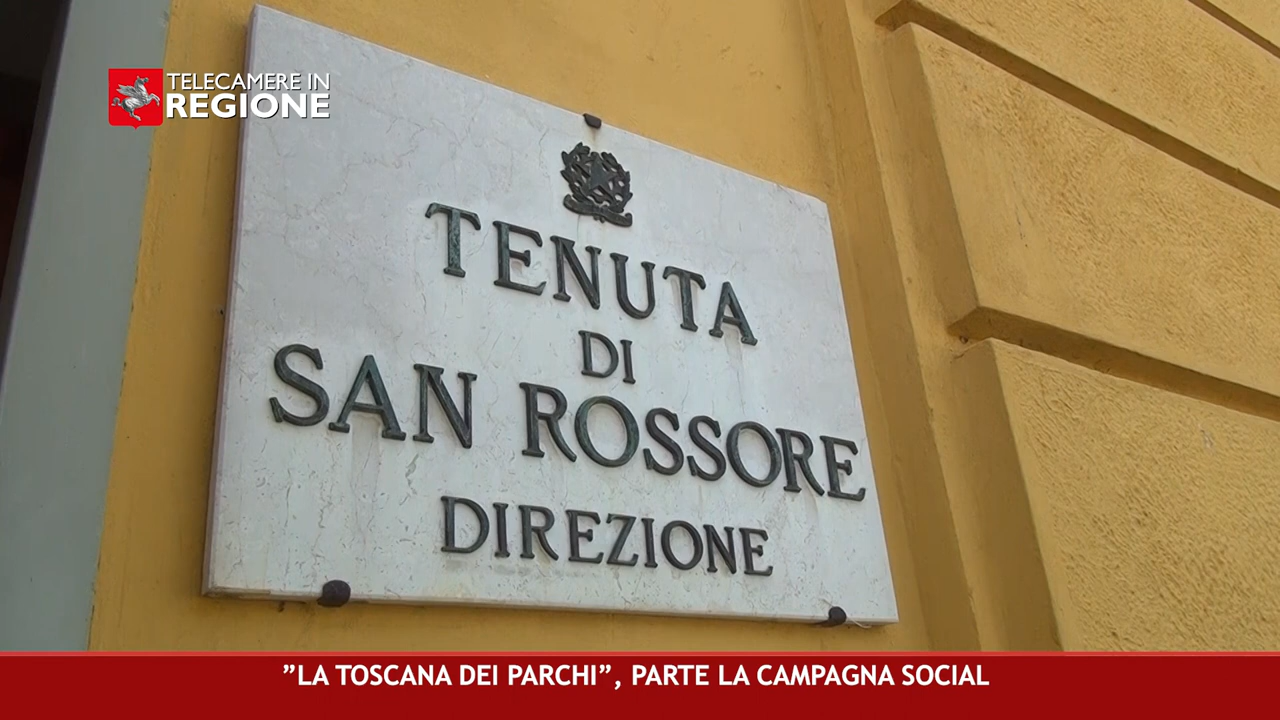 TELECAMERE IN
REGIONE
TENUTA
DI
SAN ROSSORE
DIREZIONE
”LA TOSCANA DEI PARCHI”, PARTE LA CAMPAGNA SOCIAL